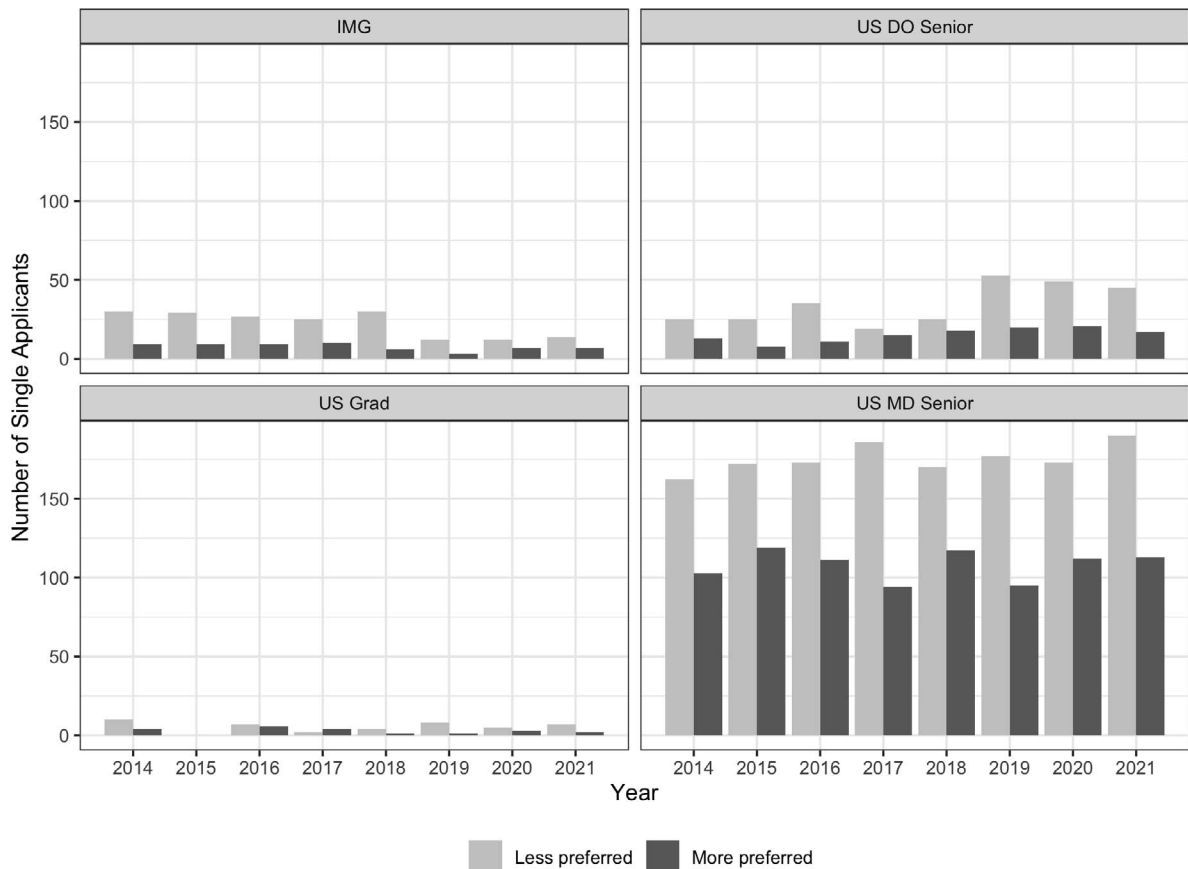 IMG
US DO Senior
150
100
50
0
US Grad
US MD Senior
150
100
50
0
2014 2015 2016 2017 2018 2019 2020 2021
2014 2015 2016 2017 2018 2019 2020 2021
Number of Single Applicants
Year
Less preferred
More preferred